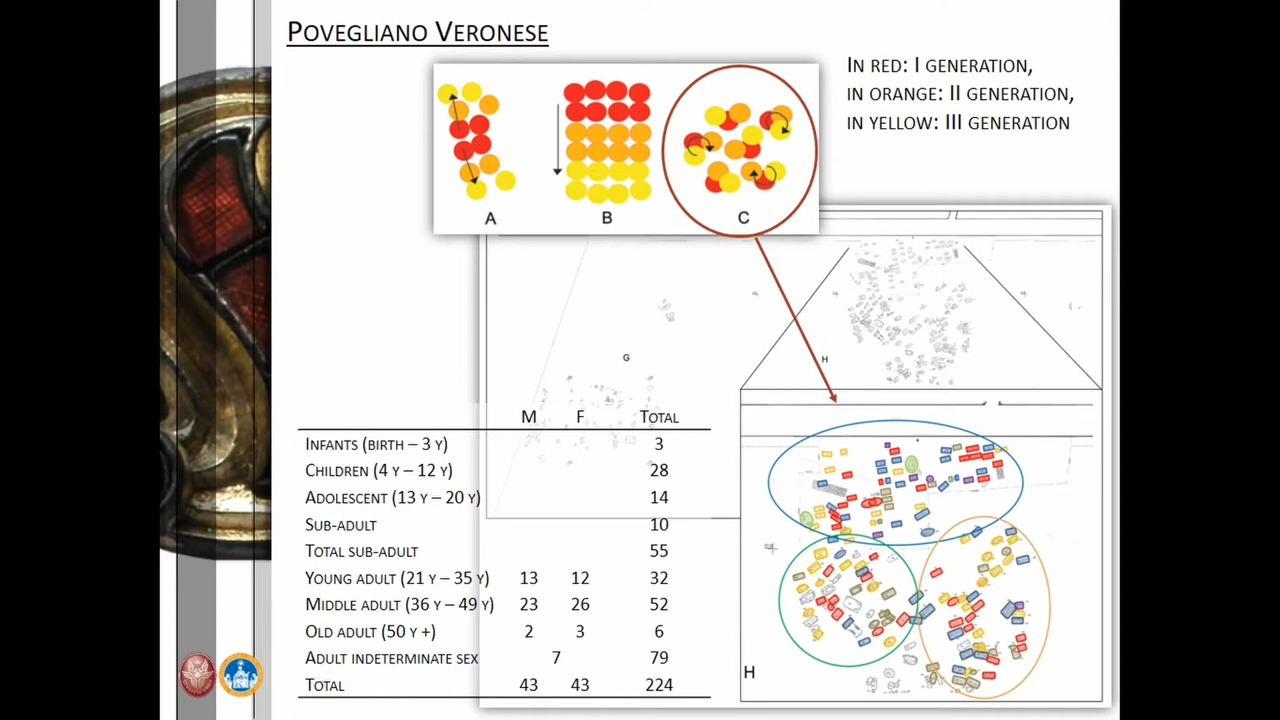 POVEGLIANO VERONESE
IN RED: I GENERATION,
IN ORANGE: II GENERATION,
IN YELLOW: III GENERATION
A B C
G
H
M F TOTAL
INFANTS (BIRTH – 3 Y) 3
CHILDREN (4 Y – 12 Y) 28
ADOLESCENT (13 Y – 20 Y) 14
SUB-ADULT 10
TOTAL SUB-ADULT 55
YOUNG ADULT (21 Y – 35 Y) 13 12 32
MIDDLE ADULT (36 Y – 49 Y) 23 26 52
OLD ADULT (50 Y +) 2 3 6
ADULT INDETERMINATE SEX 7 79
TOTAL 43 43 224
H